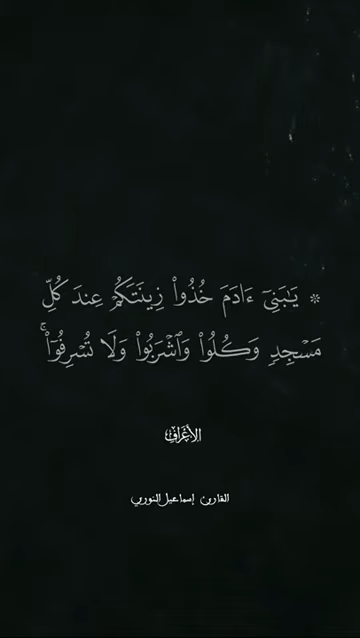 ۞ يَـٰبَنِىٓ ءَادَمَ خُذُوا۟ زِينَتَكُمْ عِندَ كُلِّ
مَسْجِدٍ وَكُلُوا۟ وَٱشْرَبُوا۟ وَلَا تُسْرِفُوٓا۟ ۚ
الأعراف
القارئ إسماعيل النوري